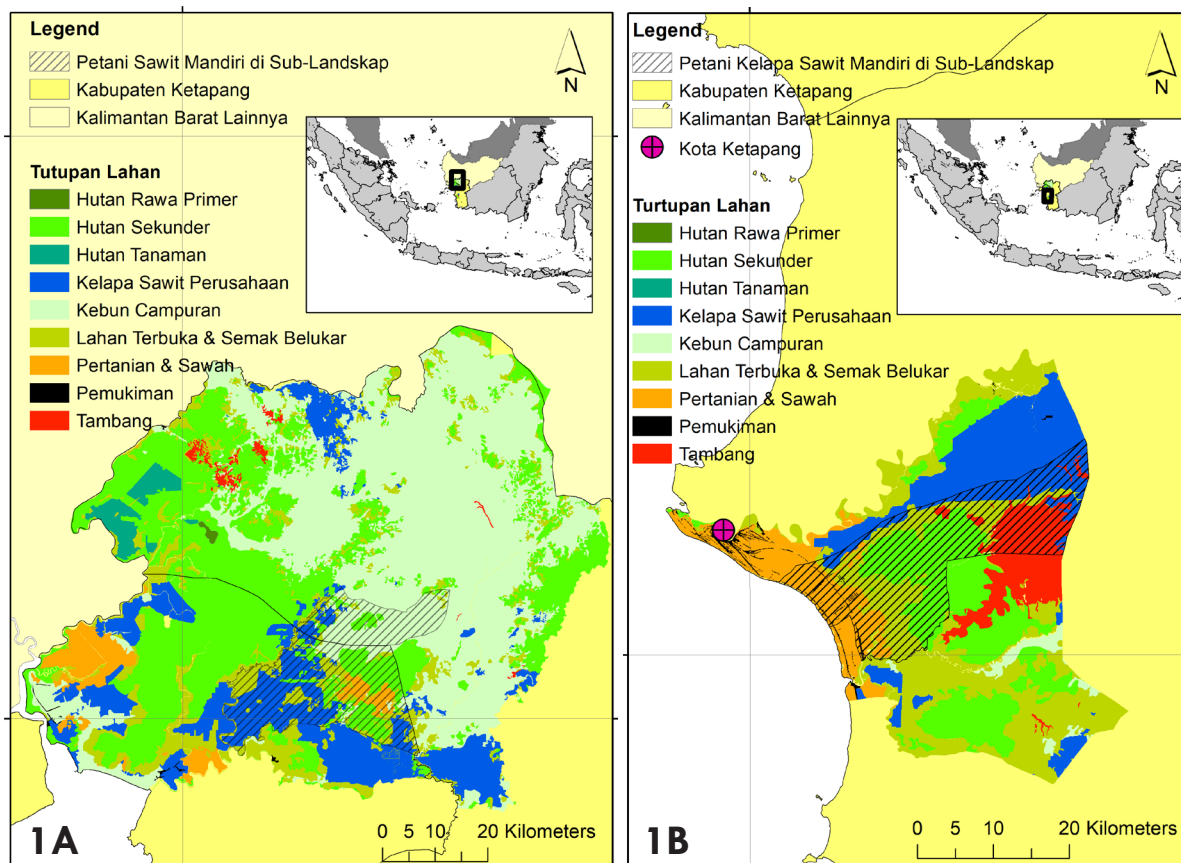 Legend
Petani Sawit Mandiri di Sub-Landskap
Kabupaten Ketapang
Kalimantan Barat Lainnya
N
Tutupan Lahan
Hutan Rawa Primer
Hutan Sekunder
Hutan Tanaman
Kelapa Sawit Perusahaan
Kebun Campuran
Lahan Terbuka & Semak Belukar
Pertanian & Sawah
Pemukiman
Tambang
0 5 10 20 Kilometers
1A
Legend
Petani Kelapa Sawit Mandiri di Sub-Landskap
Kabupaten Ketapang
Kalimantan Barat Lainnya
Kota Ketapang
N
Turtupan Lahan
Hutan Rawa Primer
Hutan Sekunder
Hutan Tanaman
Kelapa Sawit Perusahaan
Kebun Campuran
Lahan Terbuka & Semak Belukar
Pertanian & Sawah
Pemukiman
Tambang
0 5 10 20 Kilometers
1B